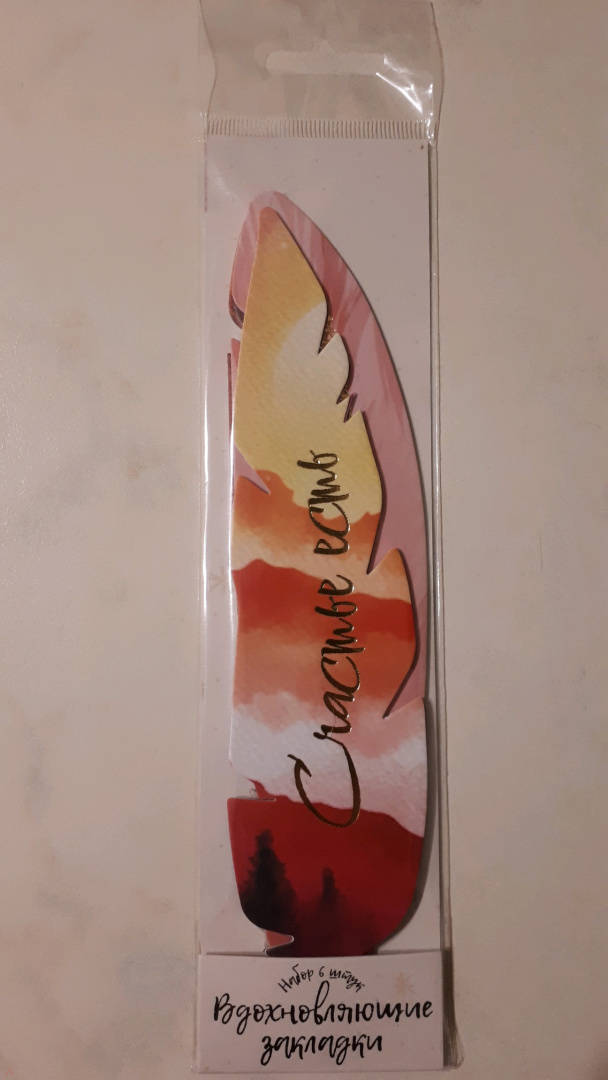 Счастье есть
Набор 6 штук
Вдохновляющие
закладки